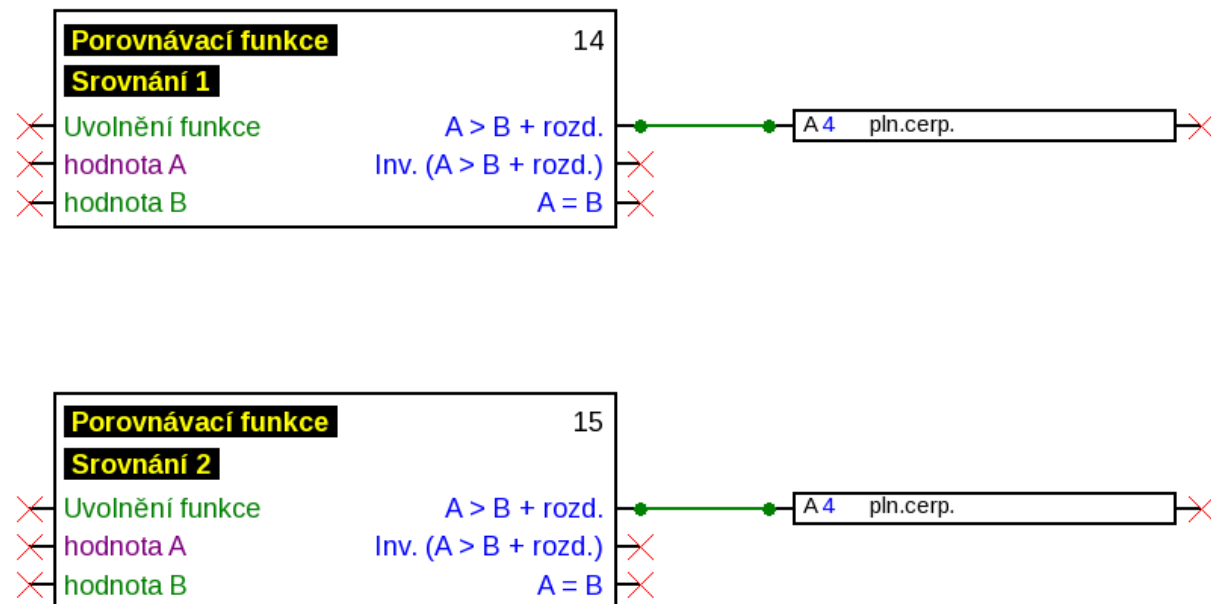 Porovnávací funkce 14
Srovnání 1
Uvolnění funkce A > B + rozd. A 4 pln.cerp.
hodnota A Inv. (A > B + rozd.)
hodnota B A = B
Porovnávací funkce 15
Srovnání 2
Uvolnění funkce A > B + rozd. A 4 pln.cerp.
hodnota A Inv. (A > B + rozd.)
hodnota B A = B